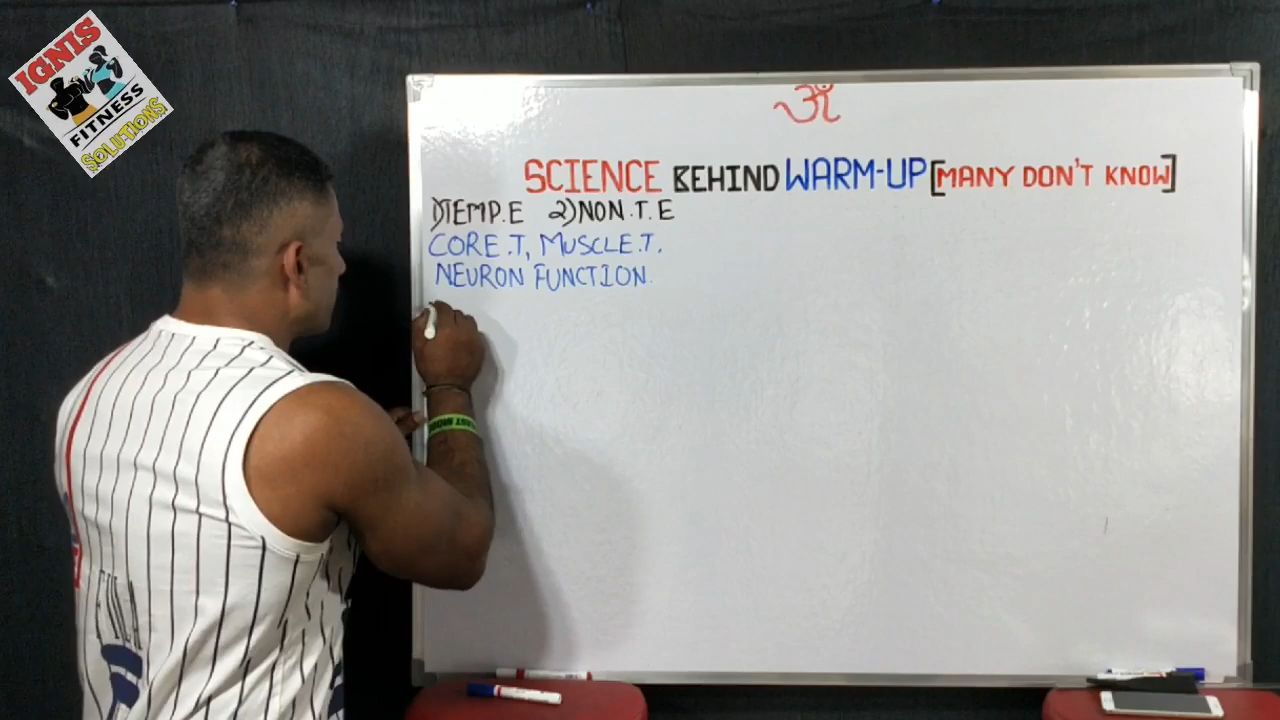 IGNIS
FITNESS
SOLUTIONS
ॐ
SCIENCE BEHIND WARM-UP [MANY DON'T KNOW]
1)TEMP.E 2)NON.T.E
CORE.T, MUSCLE.T.
NEURON FUNCTION.